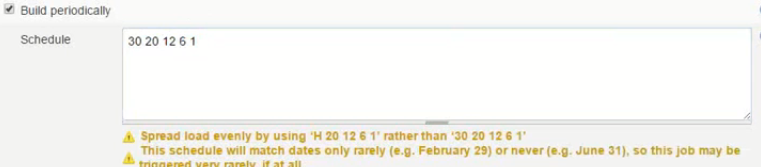 Build periodically
Schedule
30 20 12 6 1
Spread load evenly by using ‘H 20 12 6 1’ rather than ‘30 20 12 6 1’
This schedule will match dates only rarely (e.g. February 29) or never (e.g. June 31), so this job may be
triggered very rarely, if at all.